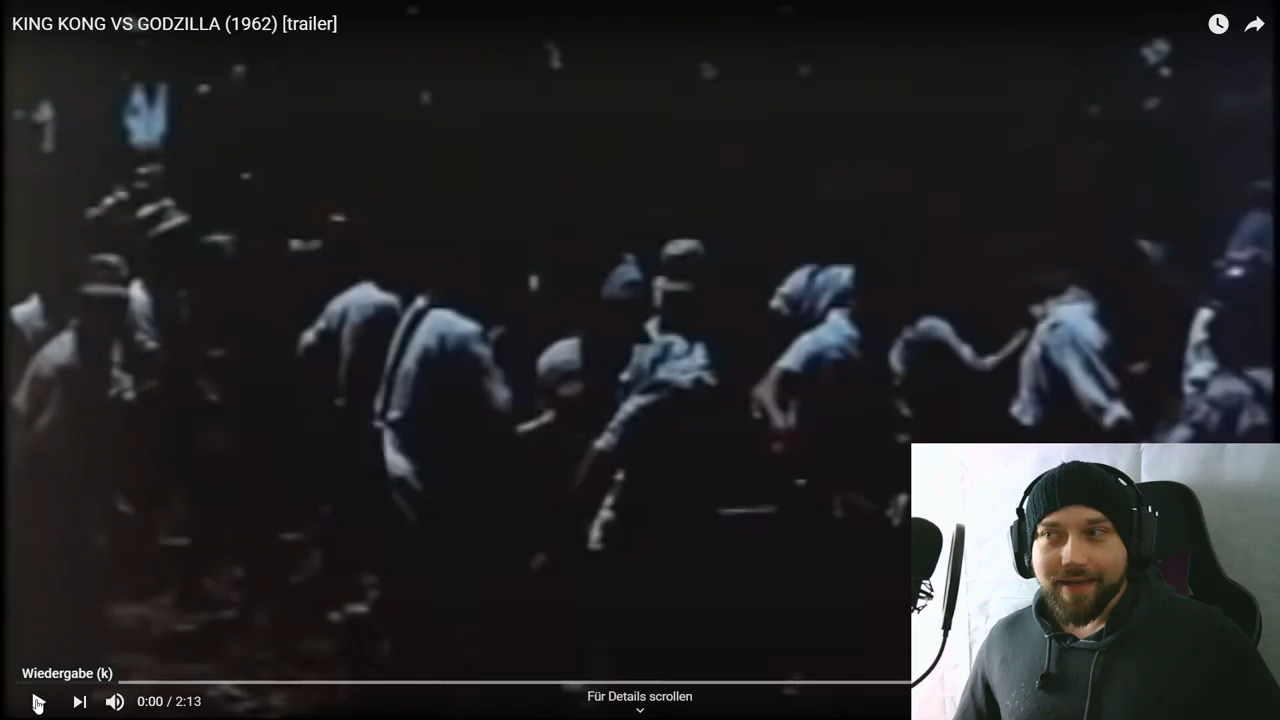 KING KONG VS GODZILLA (1962) [trailer]
Wiedergabe (k)
0:00 / 2:13
Für Details scrollen